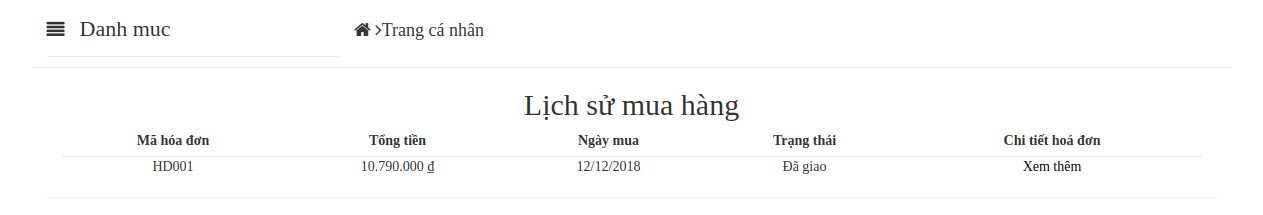 Danh muc
Trang cá nhân
Lịch sử mua hàng
Mã hóa đơn Tổng tiền Ngày mua Trạng thái Chi tiết hoá đơn
HD001 10.790.000 ₫ 12/12/2018 Đã giao Xem thêm